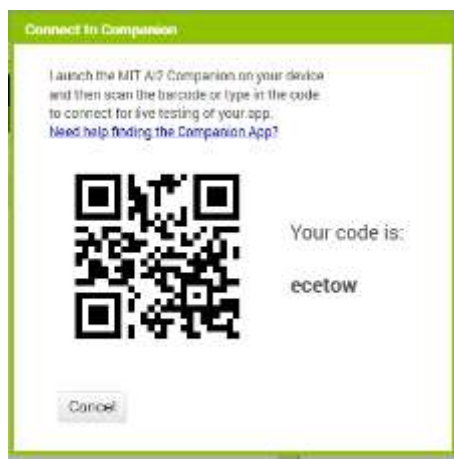 Connect to Companion
Launch the MIT AI2 Companion on your device
and then scan the barcode or type in the code
to connect for live testing of your app.
Need help finding the Companion App?
Your code is:
ecetow
Cancel